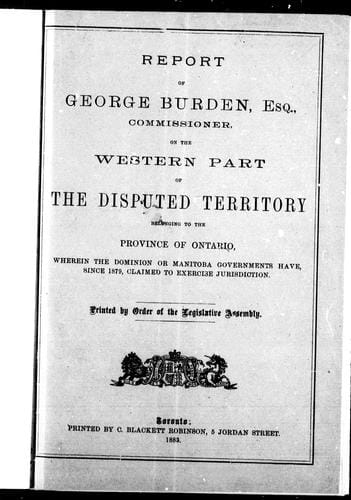 REPORT
OF
GEORGE BURDEN, Esq.,
COMMISSIONER,
ON THE
WESTERN PART
OF
THE DISPUTED TERRITORY
BELONGING TO THE
PROVINCE OF ONTARIO,
WHEREIN THE DOMINION OR MANITOBA GOVERNMENTS HAVE,
SINCE 1879, CLAIMED TO EXERCISE JURISDICTION.
Printed by Order of the Legislative Assembly.
Toronto:
PRINTED BY C. BLACKETT ROBINSON, 5 JORDAN STREET.
1883.